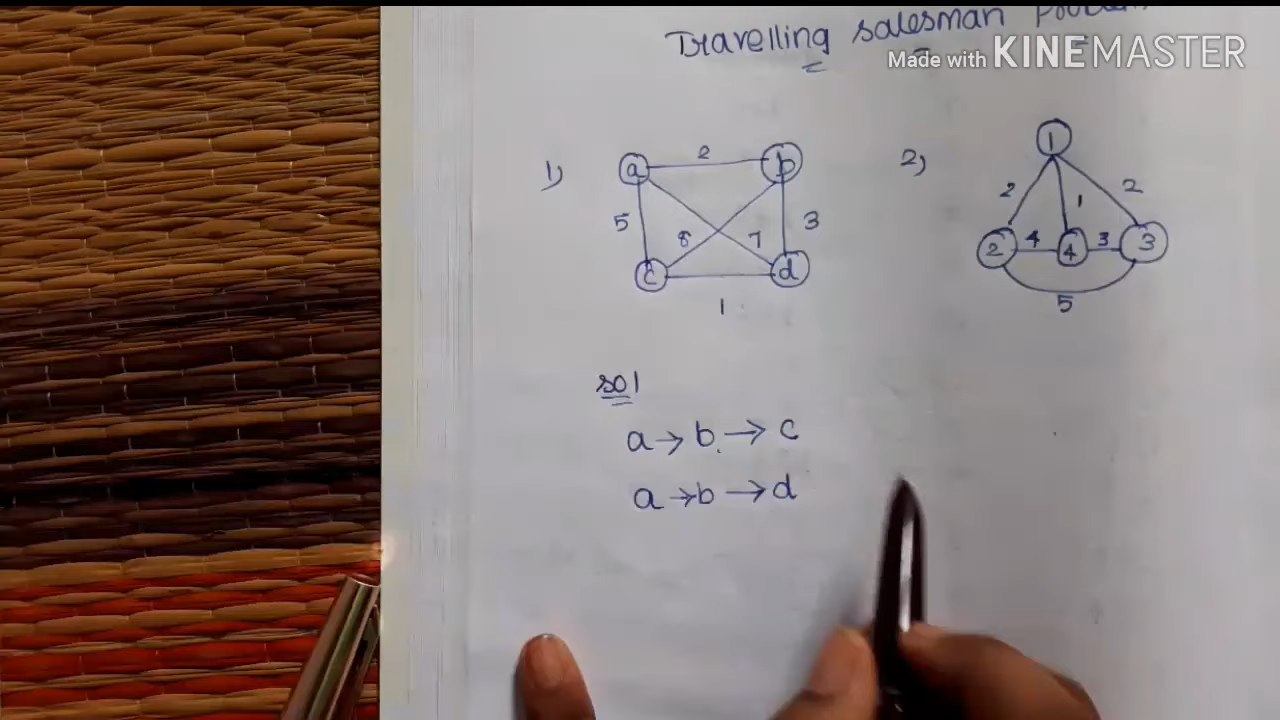 Travelling salesman Problem
Made with KINEMASTER
1)
a 2 b
5 8 7 3
c d
1
2)
1
2 1 2
2 4 4 3 3
5
sol
a → b → c
a → b → d